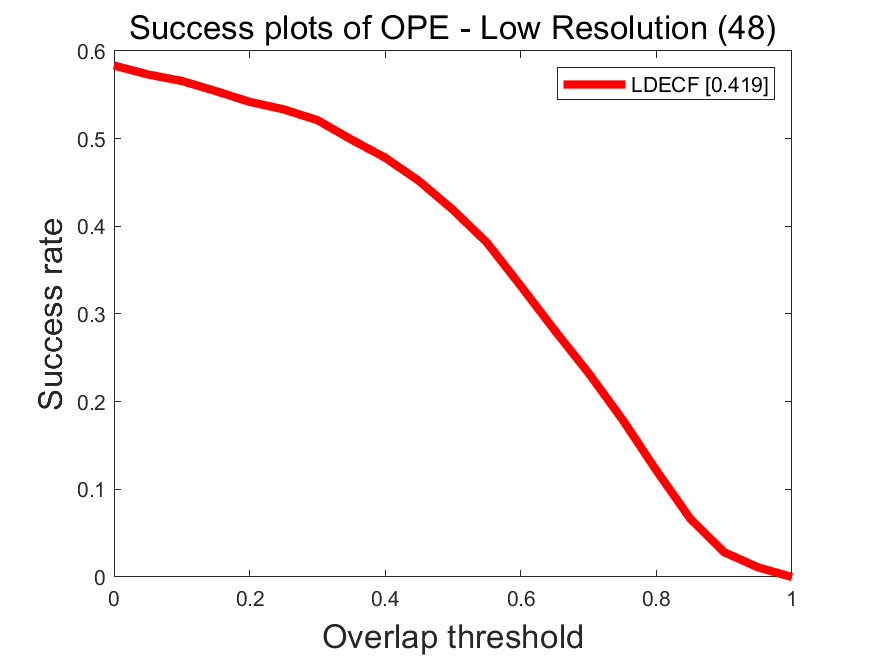 Success plots of OPE - Low Resolution (48)
LDECF [0.419]
0.6
0.5
0.4
0.3
0.2
0.1
0
Success rate
0 0.2 0.4 0.6 0.8 1
Overlap threshold